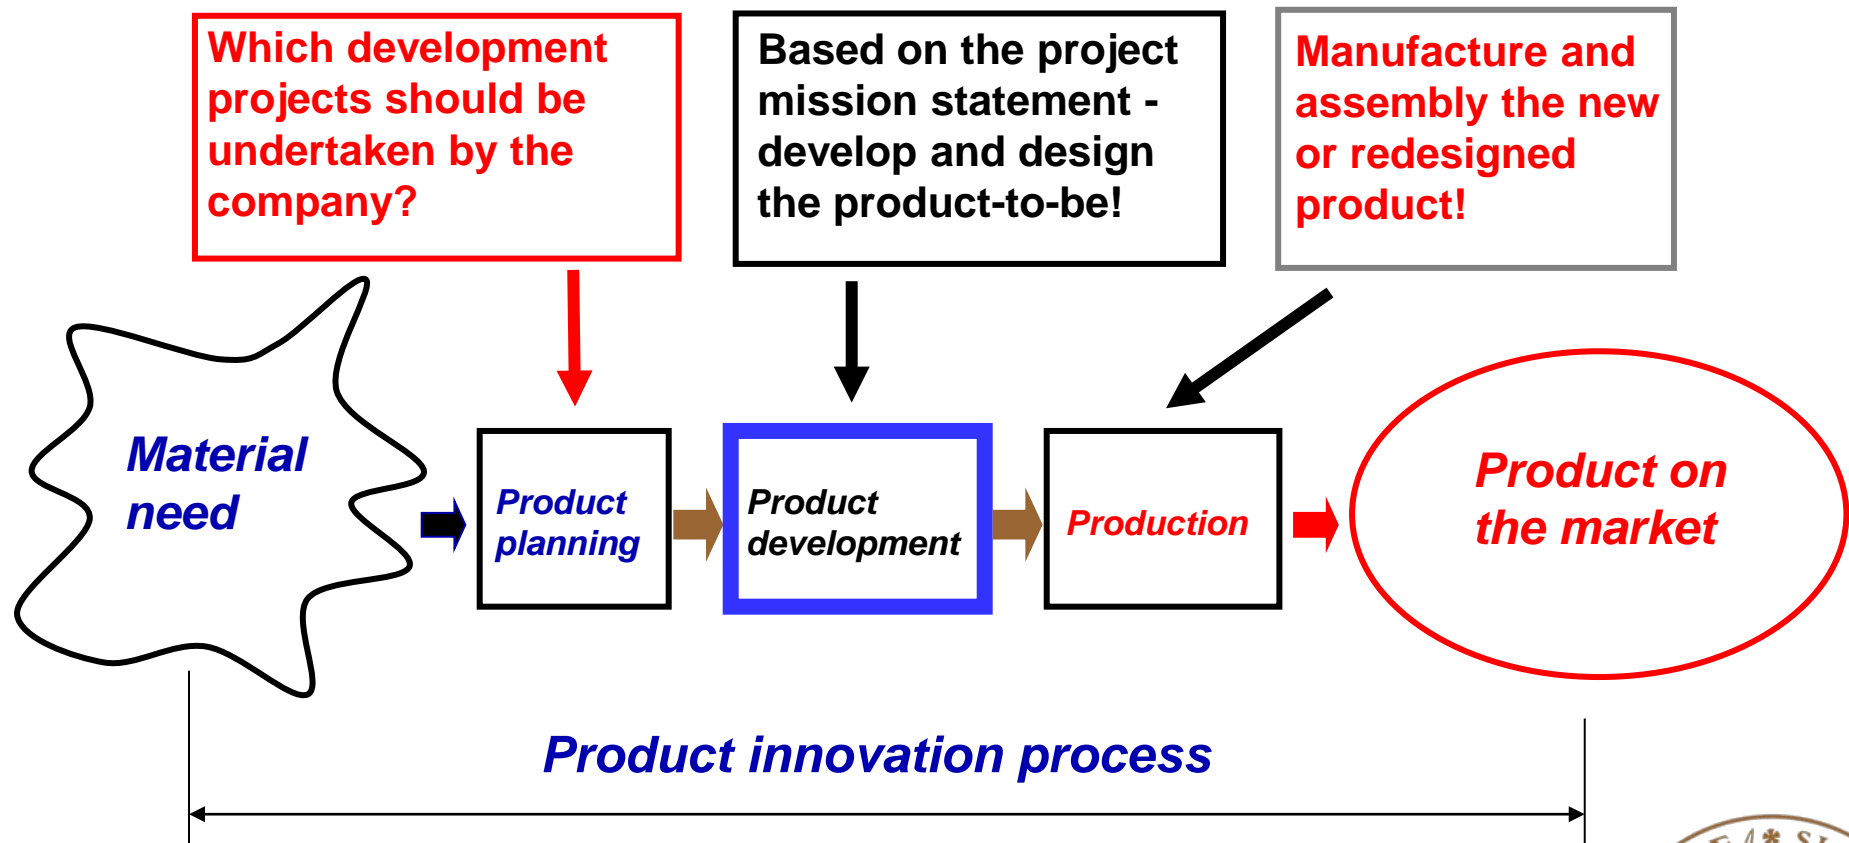 Which development
projects should be
undertaken by the
company?
Based on the project
mission statement -
develop and design
the product-to-be!
Manufacture and
assembly the new
or redesigned
product!
Material
need
Product
planning
Product
development
Production
Product on
the market
Product innovation process